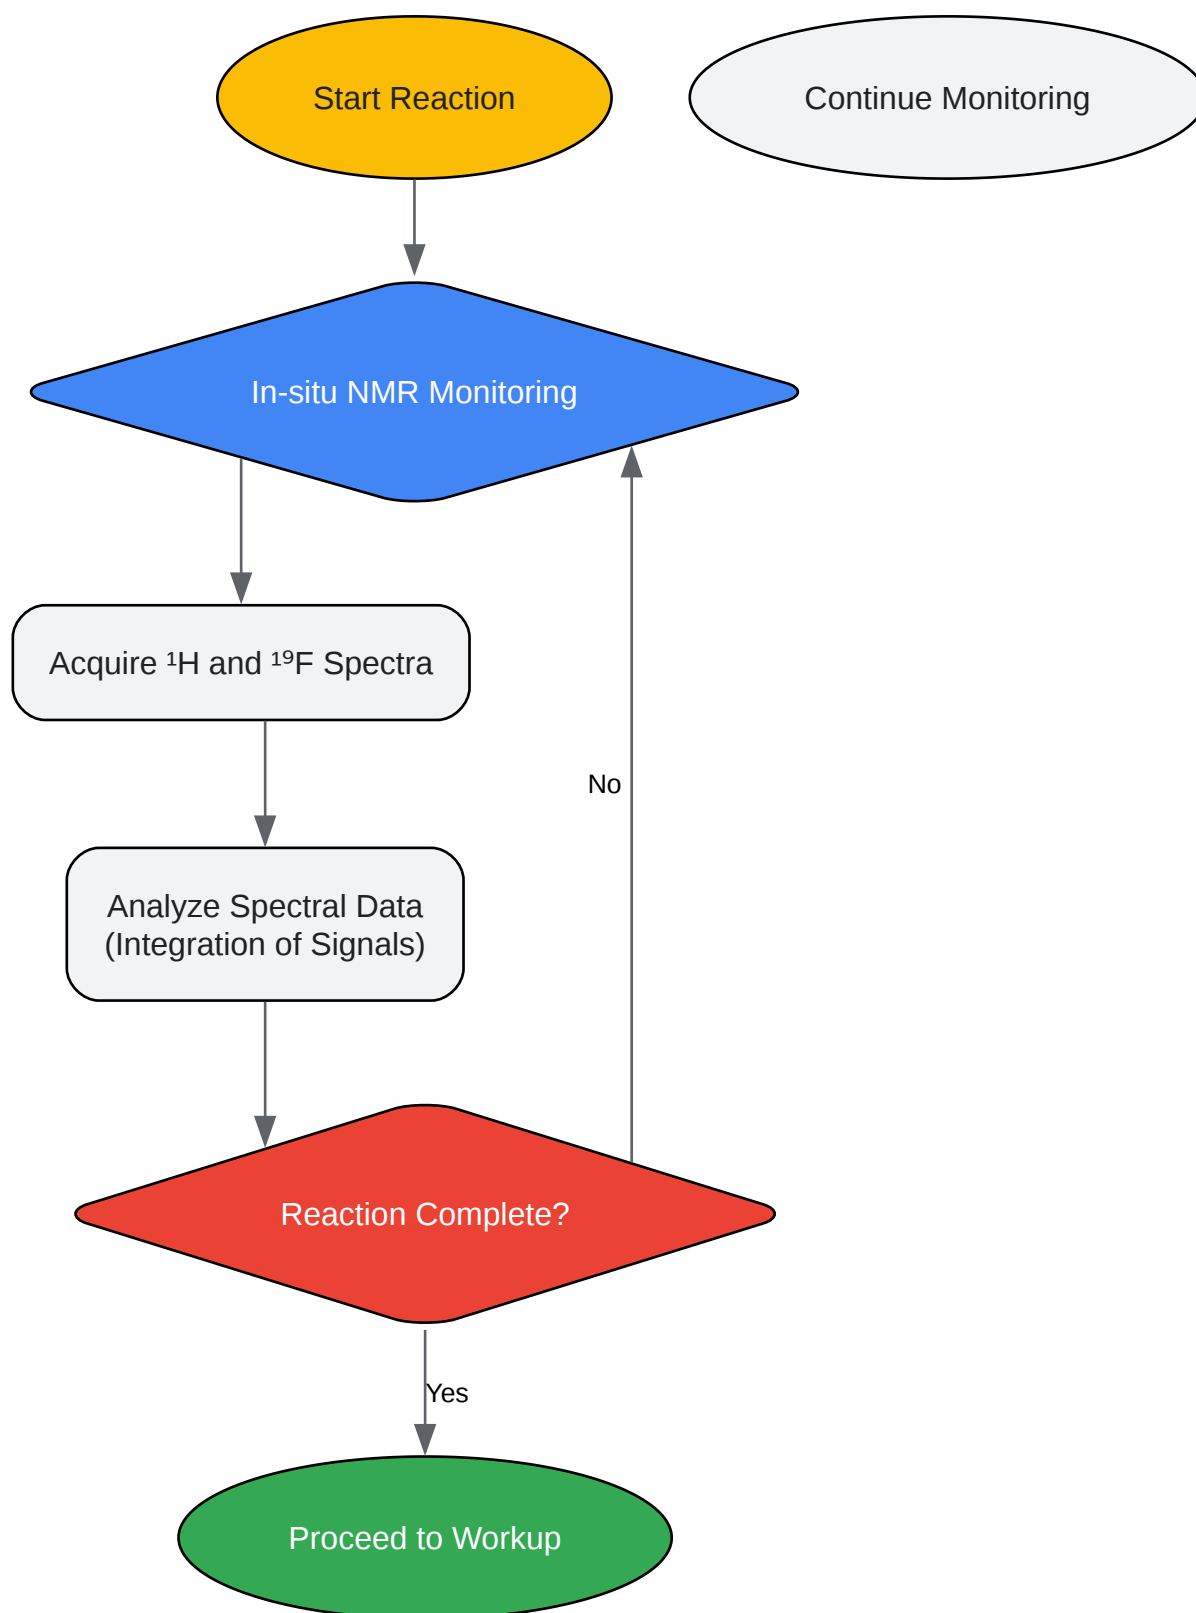 Start Reaction
Continue Monitoring
In-situ NMR Monitoring
Acquire ¹H and ¹⁹F Spectra
No
Analyze Spectral Data
(Integration of Signals)
Reaction Complete?
Yes
Proceed to Workup